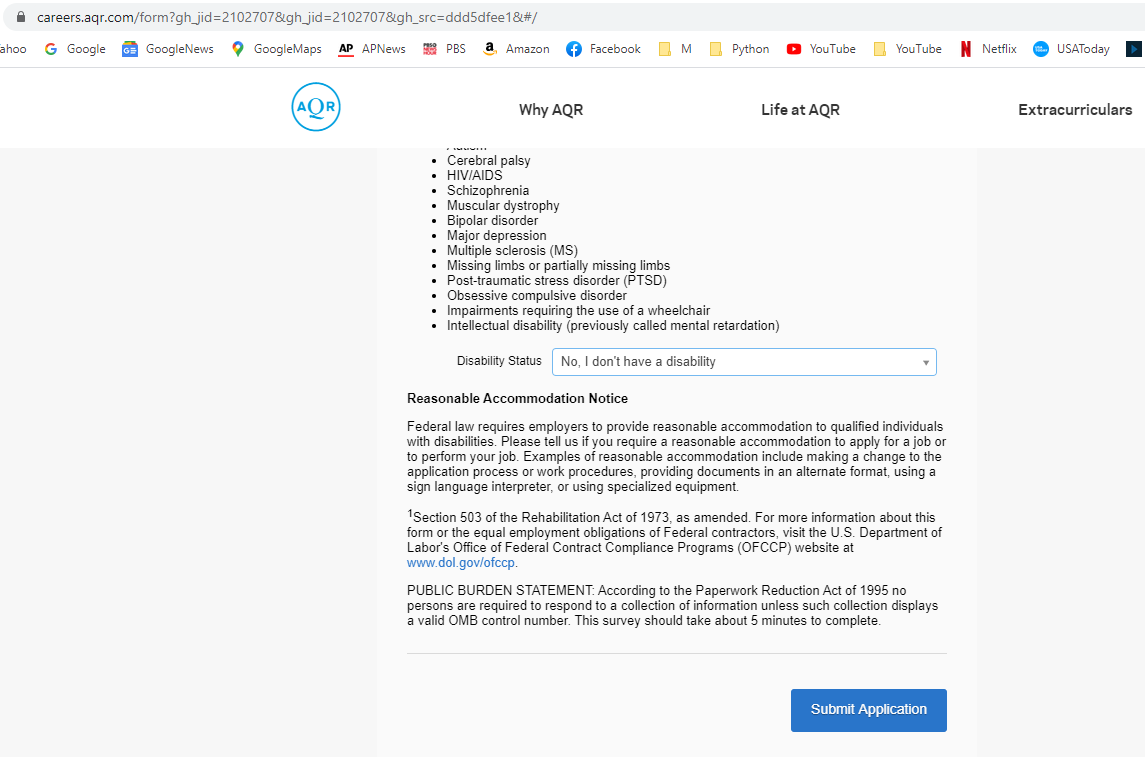 careers.aqr.com/form?gh_jid=2102707&gh_jid=2102707&gh_src=ddd5dfee1&#/
ahoo Google GoogleNews GoogleMaps AP APNews PBS Amazon Facebook M Python YouTube YouTube Netflix USAToday
AQR Why AQR Life at AQR Extracurriculars
Autism
Cerebral palsy
HIV/AIDS
Schizophrenia
Muscular dystrophy
Bipolar disorder
Major depression
Multiple sclerosis (MS)
Missing limbs or partially missing limbs
Post-traumatic stress disorder (PTSD)
Obsessive compulsive disorder
Impairments requiring the use of a wheelchair
Intellectual disability (previously called mental retardation)
Disability Status No, I don't have a disability
Reasonable Accommodation Notice
Federal law requires employers to provide reasonable accommodation to qualified individuals
with disabilities. Please tell us if you require a reasonable accommodation to apply for a job or
to perform your job. Examples of reasonable accommodation include making a change to the
application process or work procedures, providing documents in an alternate format, using a
sign language interpreter, or using specialized equipment.
1Section 503 of the Rehabilitation Act of 1973, as amended. For more information about this
form or the equal employment obligations of Federal contractors, visit the U.S. Department of
Labor's Office of Federal Contract Compliance Programs (OFCCP) website at
www.dol.gov/ofccp.
PUBLIC BURDEN STATEMENT: According to the Paperwork Reduction Act of 1995 no
persons are required to respond to a collection of information unless such collection displays
a valid OMB control number. This survey should take about 5 minutes to complete.
Submit Application